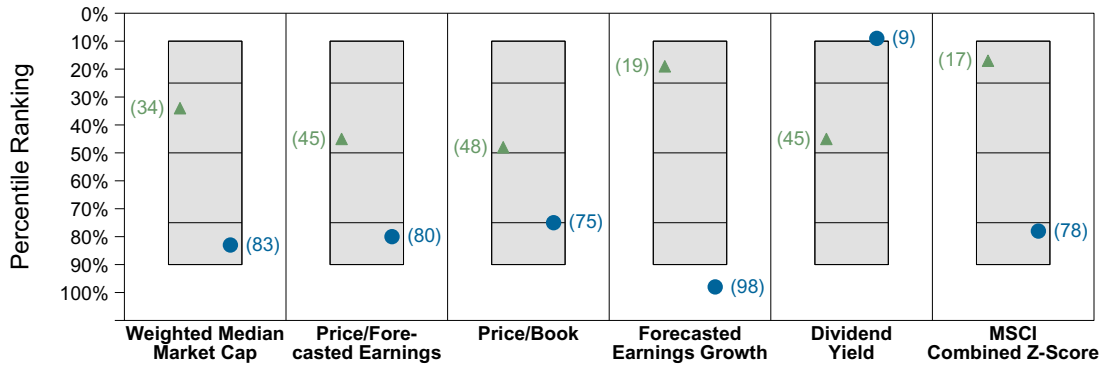 Percentile Ranking
0%
10%
20%
30%
40%
50%
60%
70%
80%
90%
100%
(34)
(83)
(45)
(80)
(48)
(75)
(19)
(98)
(45)
(9)
(17)
(78)
Weighted Median
Market Cap
Price/Fore-
casted Earnings
Price/Book
Forecasted
Earnings Growth
Dividend
Yield
MSCI
Combined Z-Score